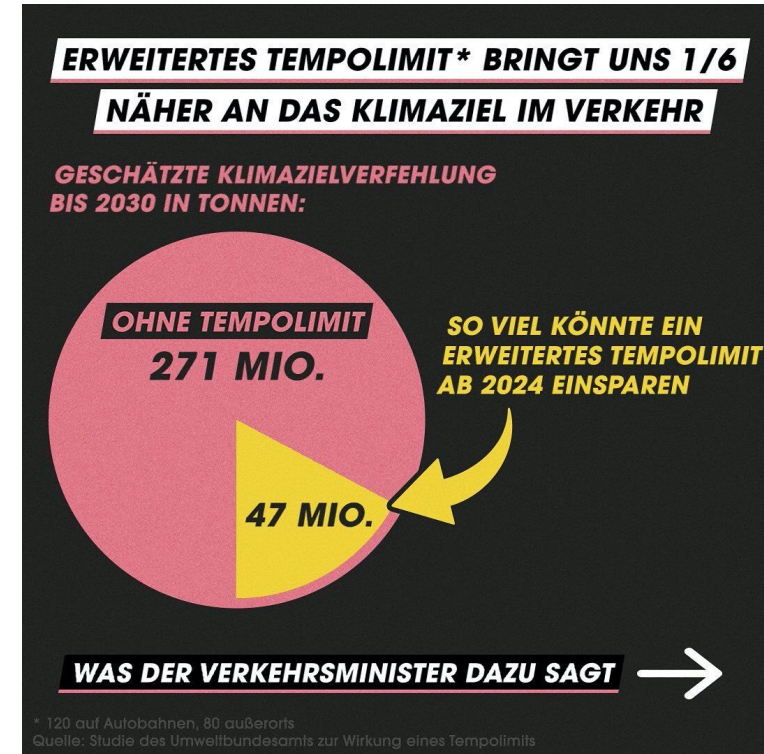 ERWEITERTES TEMPOLIMIT* BRINGT UNS 1/6
NÄHER AN DAS KLIMAZIEL IM VERKEHR
GESCHÄTZTE KLIMAZIELVERFEHLUNG
BIS 2030 IN TONNEN:
OHNE TEMPOLIMIT
271 MIO.
SO VIEL KÖNNTE EIN
ERWEITERTES TEMPOLIMIT
AB 2024 EINSPAREN
47 MIO.
WAS DER VERKEHRSMINISTER DAZU SAGT
* 120 auf Autobahnen, 80 außerorts
Quelle: Studie des Umweltbundesamts zur Wirkung eines Tempolimits